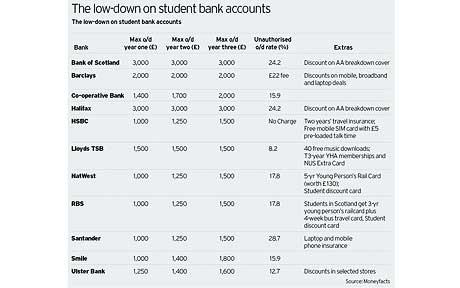 The low-down on student bank accounts
The low-down on student bank accounts
Bank Max o/d year one (£) Max o/d year two (£) Max o/d year three (£) Unauthorised o/d rate (%) Extras
Bank of Scotland 3,000 3,000 3,000 24.2 Discount on AA breakdown cover
Barclays 2,000 2,000 2,000 £22 fee Discounts on mobile, broadband
and laptop deals
Co-operative Bank 1,400 1,700 2,000 15.9
Halifax 3,000 3,000 3,000 24.2 Discount on AA breakdown cover
HSBC 1,000 1,250 1,500 No Charge Two years' travel insurance;
Free mobile SIM card with £5
pre-loaded talk time
Lloyds TSB 1,500 1,500 1,500 8.2 40 free music downloads;
T3-year YHA memberships and
NUS Extra Card
NatWest 1,000 1,250 1,500 17.8 5-yr Young Person's Rail Card
(worth £130);
Student discount card
RBS 1,000 1,250 1,500 17.8 Students in Scotland get 3-yr
young person's railcard plus
4-week bus travel card, Student
discount card
Santander 1,000 1,250 1,500 28.7 Laptop and mobile
phone insurance
Smile 1,000 1,400 1,800 15.9
Ulster Bank 1,250 1,400 1,600 12.7 Discounts in selected stores
Source: Moneyfacts